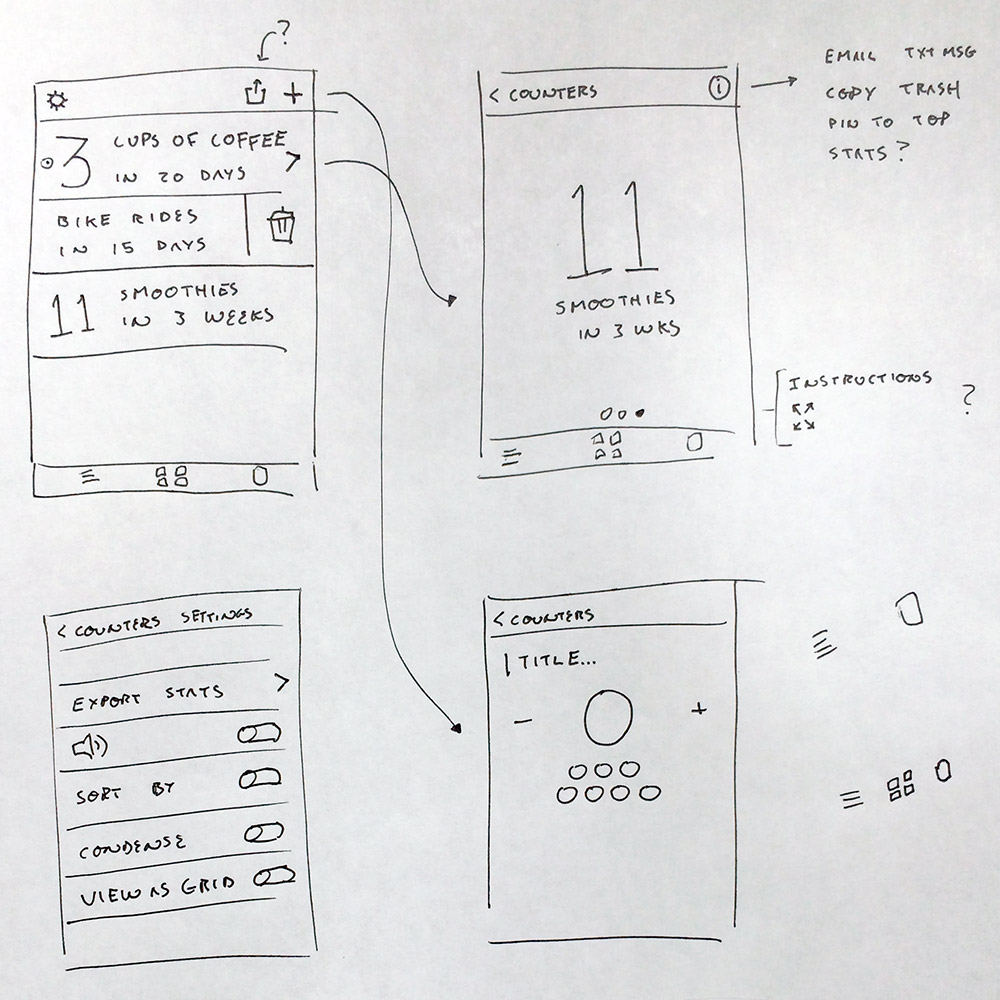 ?
+
3 CUPS OF COFFEE >
IN 20 DAYS
BIKE RIDES
IN 15 DAYS
11 SMOOTHIES
IN 3 WEEKS
< COUNTERS i
11
SMOOTHIES
IN 3 WKS
EMAIL TXT MSG
COPY TRASH
PIN TO TOP
STATS?
INSTRUCTIONS
?
< COUNTERS SETTINGS
EXPORT STATS >
SORT BY
CONDENSE
VIEW AS GRID
< COUNTERS
| TITLE...
- +